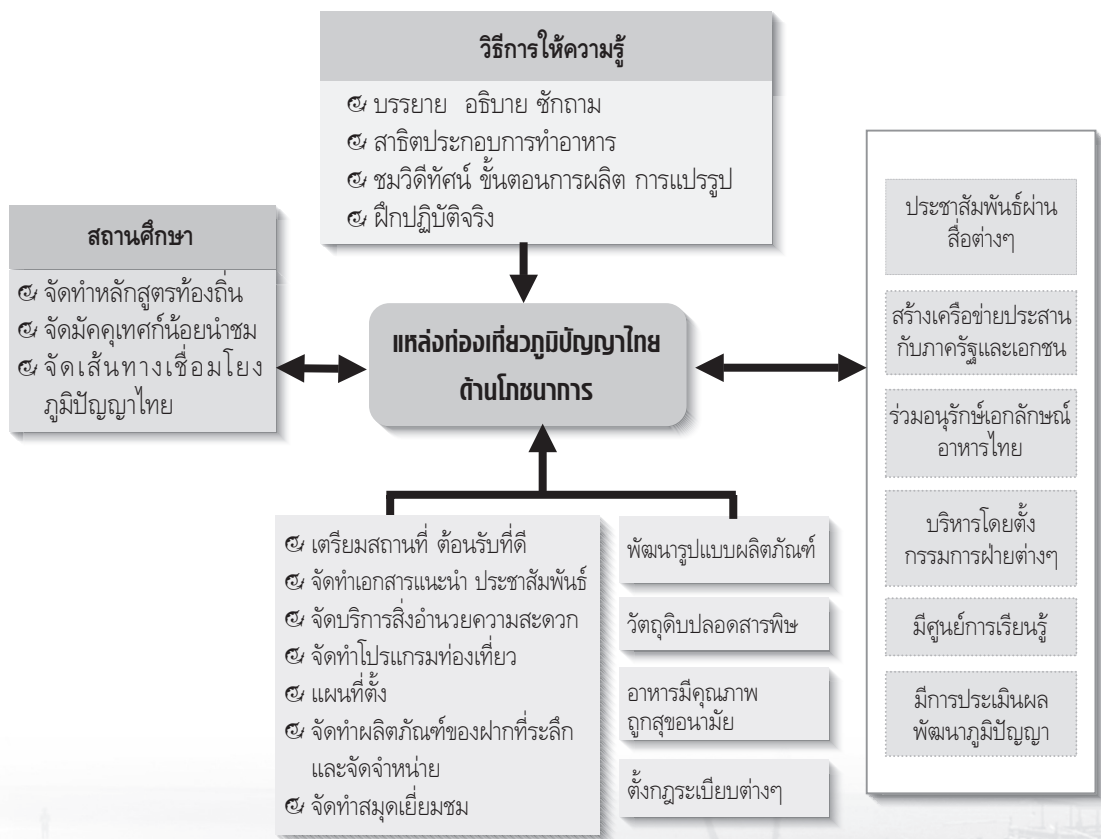 วิธีการให้ความรู้
บรรยาย อธิบาย ซักถาม
สาธิตประกอบการทำอาหาร
ชมวิดีทัศน์ ขั้นตอนการผลิต การแปรรูป
ฝึกปฏิบัติจริง
สถานศึกษา
จัดทำหลักสูตรท้องถิ่น
จัดมัคคุเทศก์น้อยนำชม
จัดเส้นทางเชื่อมโยง
ภูมิปัญญาไทย
แหล่งท่องเที่ยวภูมิปัญญาไทย
ด้านโภชนาการ
เตรียมสถานที่ ต้อนรับที่ดี
จัดทำเอกสารแนะนำ ประชาสัมพันธ์
จัดบริการสิ่งอำนวยความสะดวก
จัดทำโปรแกรมท่องเที่ยว
แผนที่ตั้ง
จัดทำผลิตภัณฑ์ของฝากที่ระลึก
และจัดจำหน่าย
จัดทำสมุดเยี่ยมชม
พัฒนารูปแบบผลิตภัณฑ์
วัตถุดิบปลอดสารพิษ
อาหารมีคุณภาพ
ถูกสุขอนามัย
ตั้งกฎระเบียบต่างๆ
ประชาสัมพันธ์ผ่าน
สื่อต่างๆ
สร้างเครือข่ายประสาน
กับภาครัฐและเอกชน
ร่วมอนุรักษ์เอกลักษณ์
อาหารไทย
บริหารโดยตั้ง
กรรมการฝ่ายต่างๆ
มีศูนย์การเรียนรู้
มีการประเมินผล
พัฒนาภูมิปัญญา